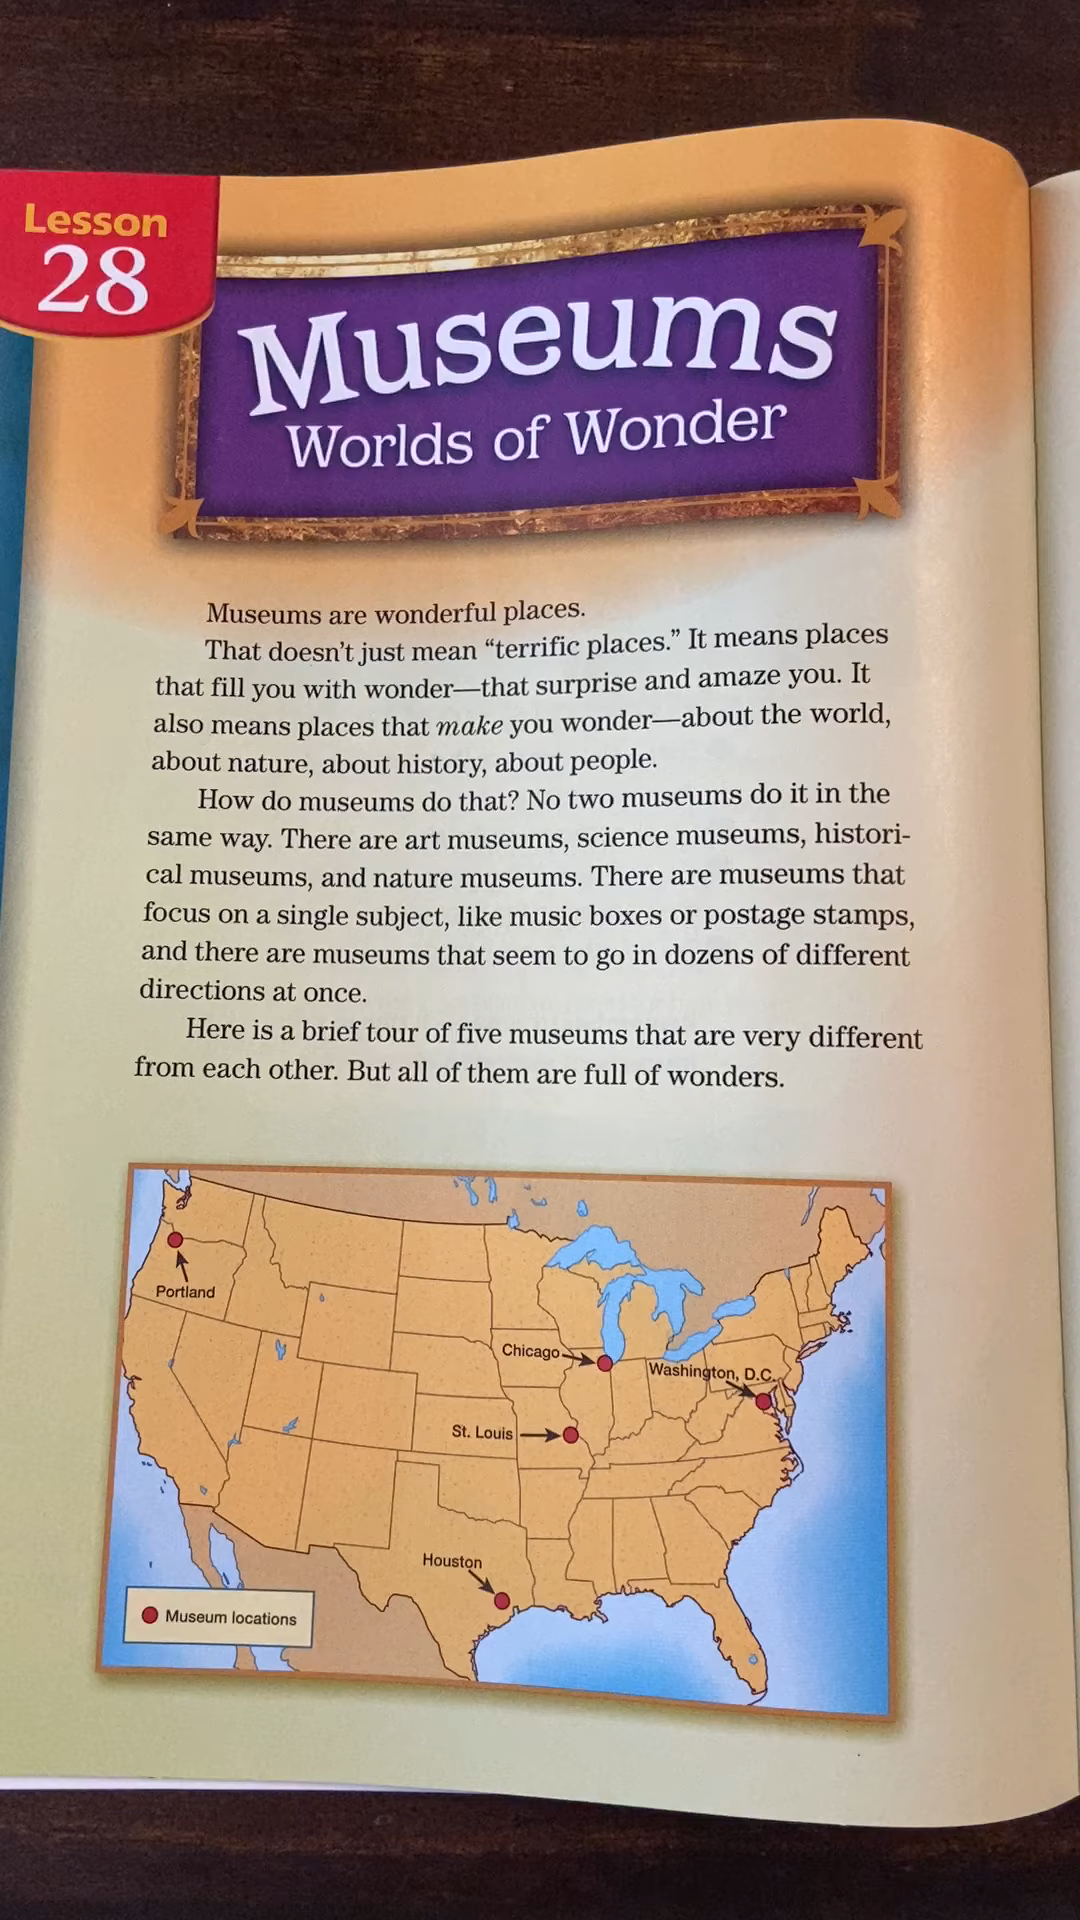 Lesson
28
Museums
Worlds of Wonder
Museums are wonderful places.
That doesn't just mean “terrific places.” It means places
that fill you with wonder—that surprise and amaze you. It
also means places that make you wonder—about the world,
about nature, about history, about people.
How do museums do that? No two museums do it in the
same way. There are art museums, science museums, histori-
cal museums, and nature museums. There are museums that
focus on a single subject, like music boxes or postage stamps,
and there are museums that seem to go in dozens of different
directions at once.
Here is a brief tour of five museums that are very different
from each other. But all of them are full of wonders.
Portland
Chicago
Washington, D.C.
St. Louis
Houston
Museum locations